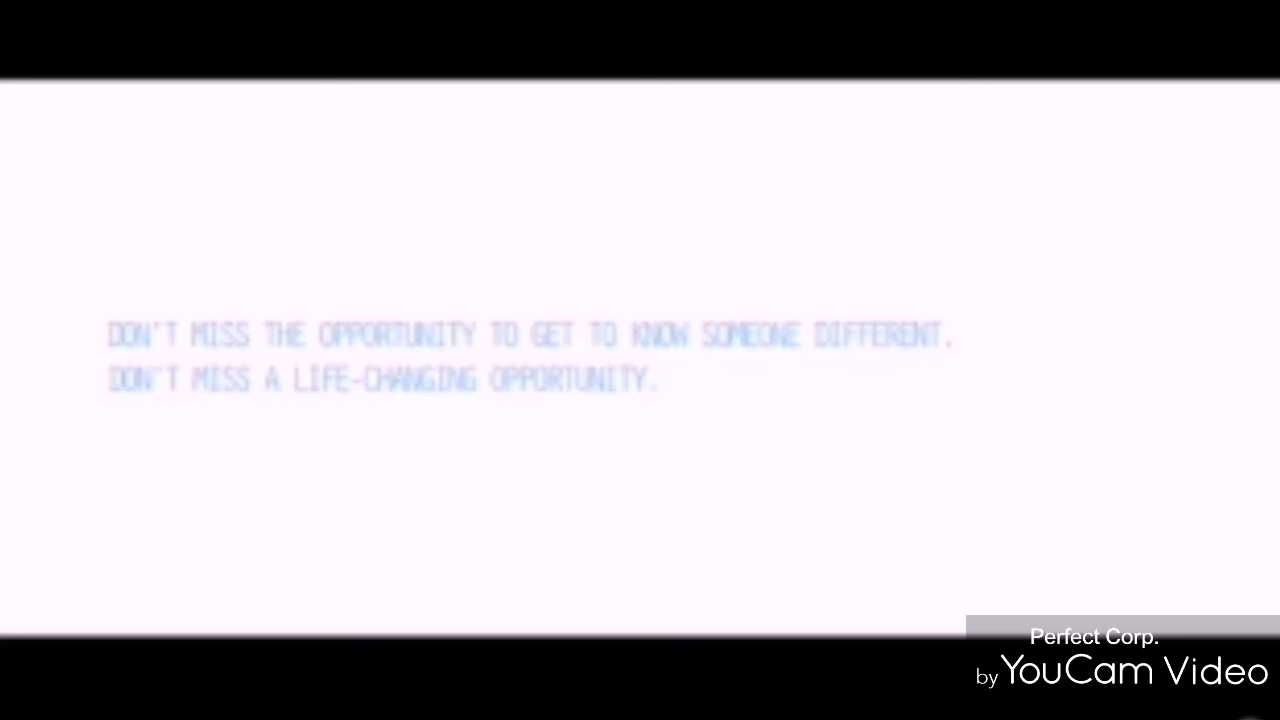 DON'T MISS THE OPPORTUNITY TO GET TO KNOW SOMEONE DIFFERENT.
DON'T MISS A LIFE-CHANGING OPPORTUNITY.
Perfect Corp.
by YouCam Video